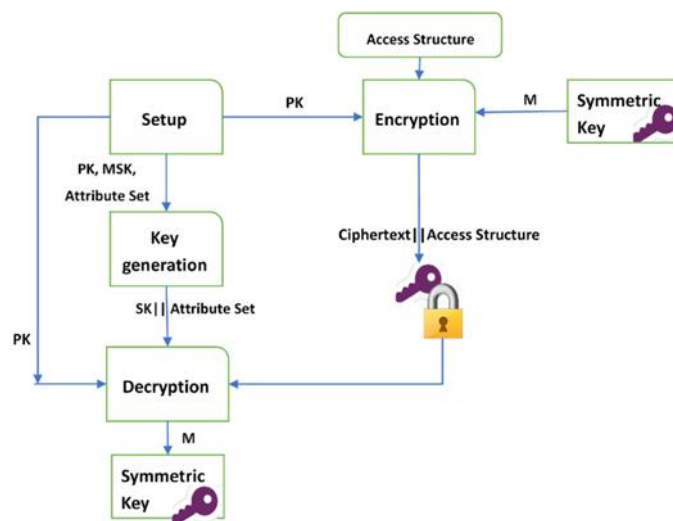 Access Structure
PK
M
Setup
Encryption
Symmetric
Key
PK, MSK,
Attribute Set
Key
generation
Ciphertext||Access Structure
SK|| Attribute Set
PK
Decryption
M
Symmetric
Key